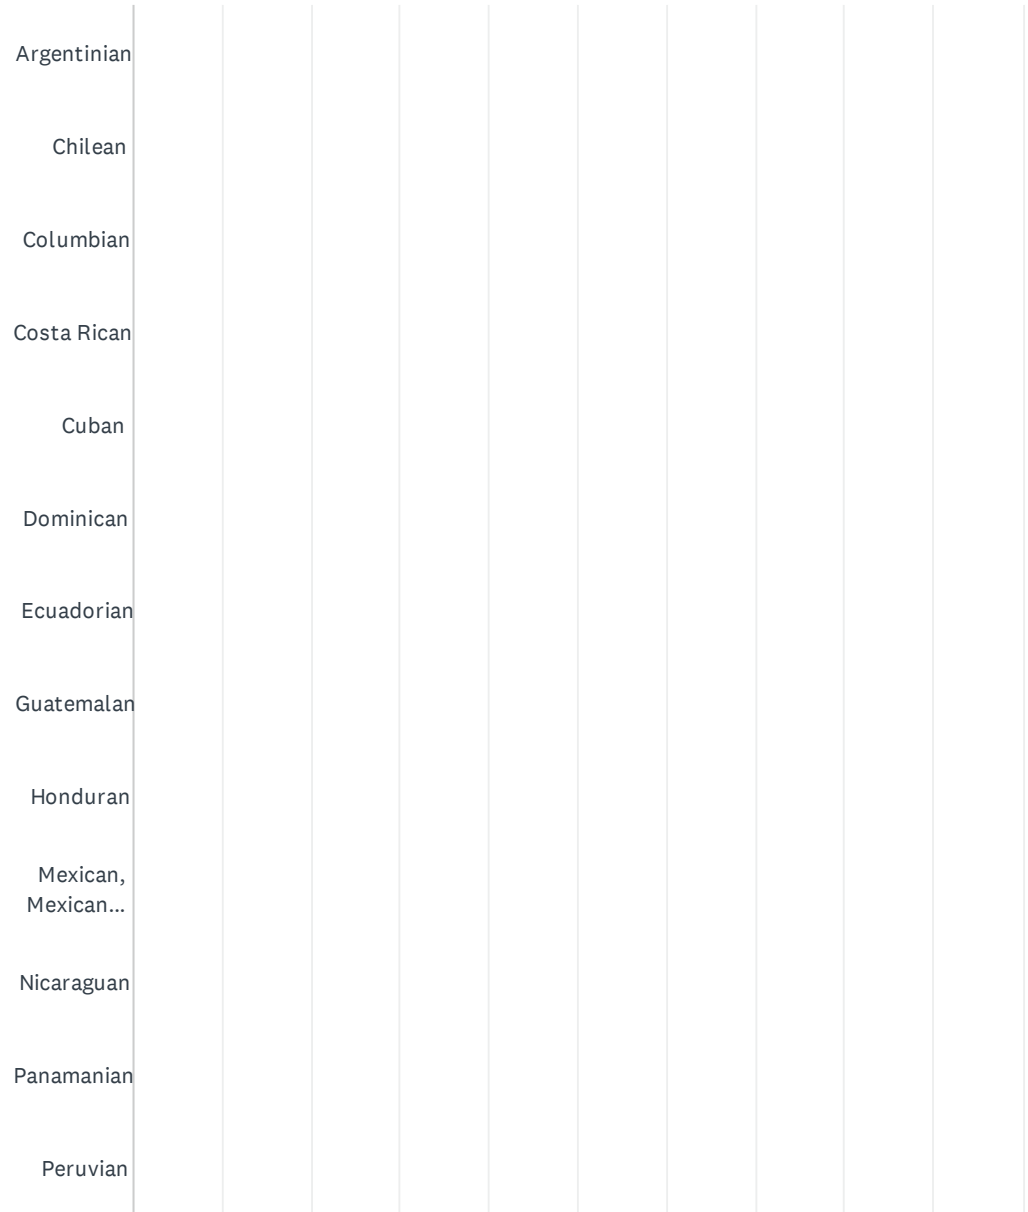 Argentinian
Chilean
Columbian
Costa Rican
Cuban
Dominican
Ecuadorian
Guatemalan
Honduran
Mexican,
Mexican...
Nicaraguan
Panamanian
Peruvian